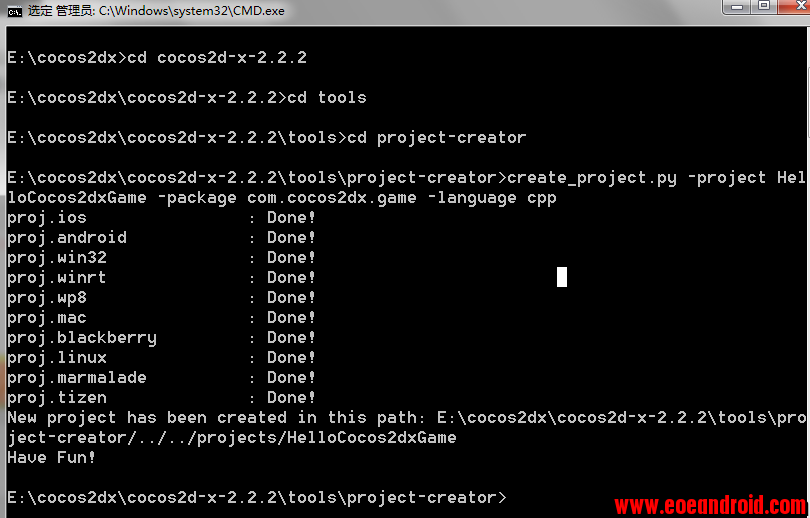 选定 管理员: C:\Windows\system32\CMD.exe
E:\cocos2dx>cd cocos2d-x-2.2.2
E:\cocos2dx\cocos2d-x-2.2.2>cd tools
E:\cocos2dx\cocos2d-x-2.2.2\tools>cd project-creator
E:\cocos2dx\cocos2d-x-2.2.2\tools\project-creator>create_project.py -project Hel
loCocos2dxGame -package com.cocos2dx.game -language cpp
proj.ios : Done!
proj.android : Done!
proj.win32 : Done!
proj.winrt : Done!
proj.wp8 : Done!
proj.mac : Done!
proj.blackberry : Done!
proj.linux : Done!
proj.marmalade : Done!
proj.tizen : Done!
New project has been created in this path: E:\cocos2dx\cocos2d-x-2.2.2\tools\pro
ject-creator/../../projects/HelloCocos2dxGame
Have Fun!
E:\cocos2dx\cocos2d-x-2.2.2\tools\project-creator>
www.eoeandroid.com